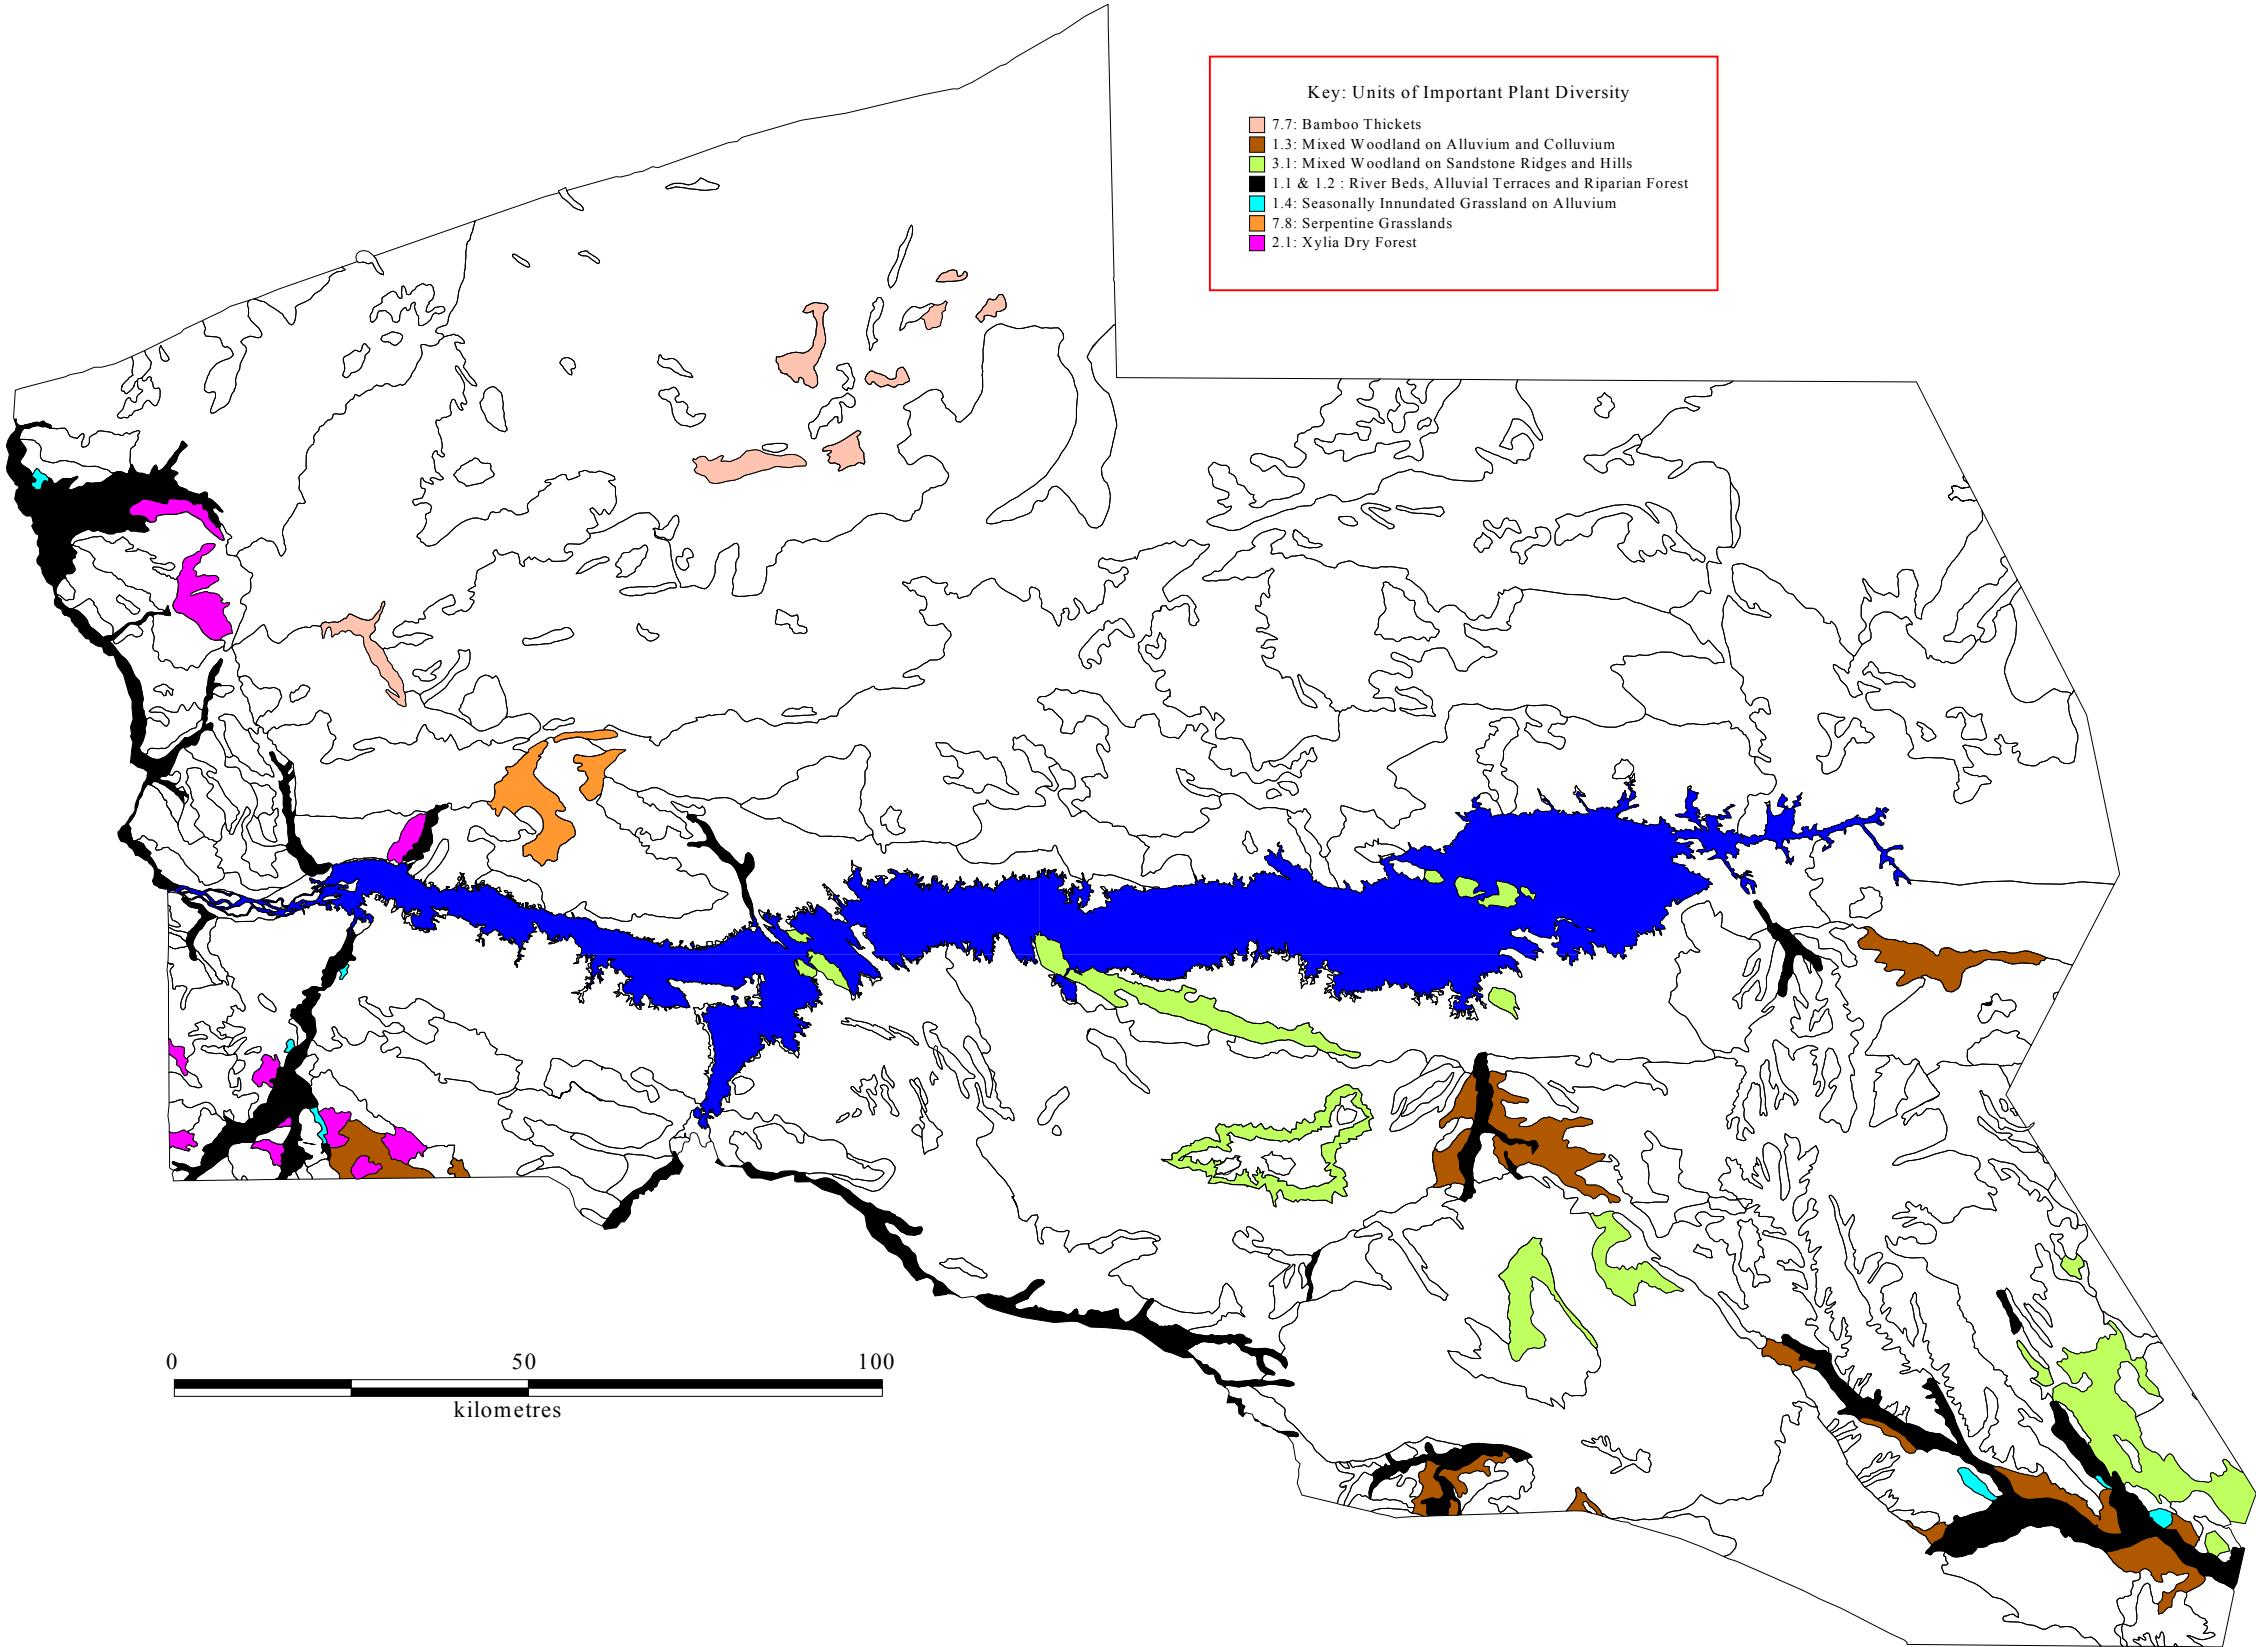 Key: Units of Important Plant Diversity
7.7: Bamboo Thickets
1.3: Mixed Woodland on Alluvium and Colluvium
3.1: Mixed Woodland on Sandstone Ridges and Hills
1.1 & 1.2 : River Beds, Alluvial Terraces and Riparian Forest
1.4: Seasonally Innundated Grassland on Alluvium
7.8: Serpentine Grasslands
2.1: Xylia Dry Forest
0 50 100
kilometres